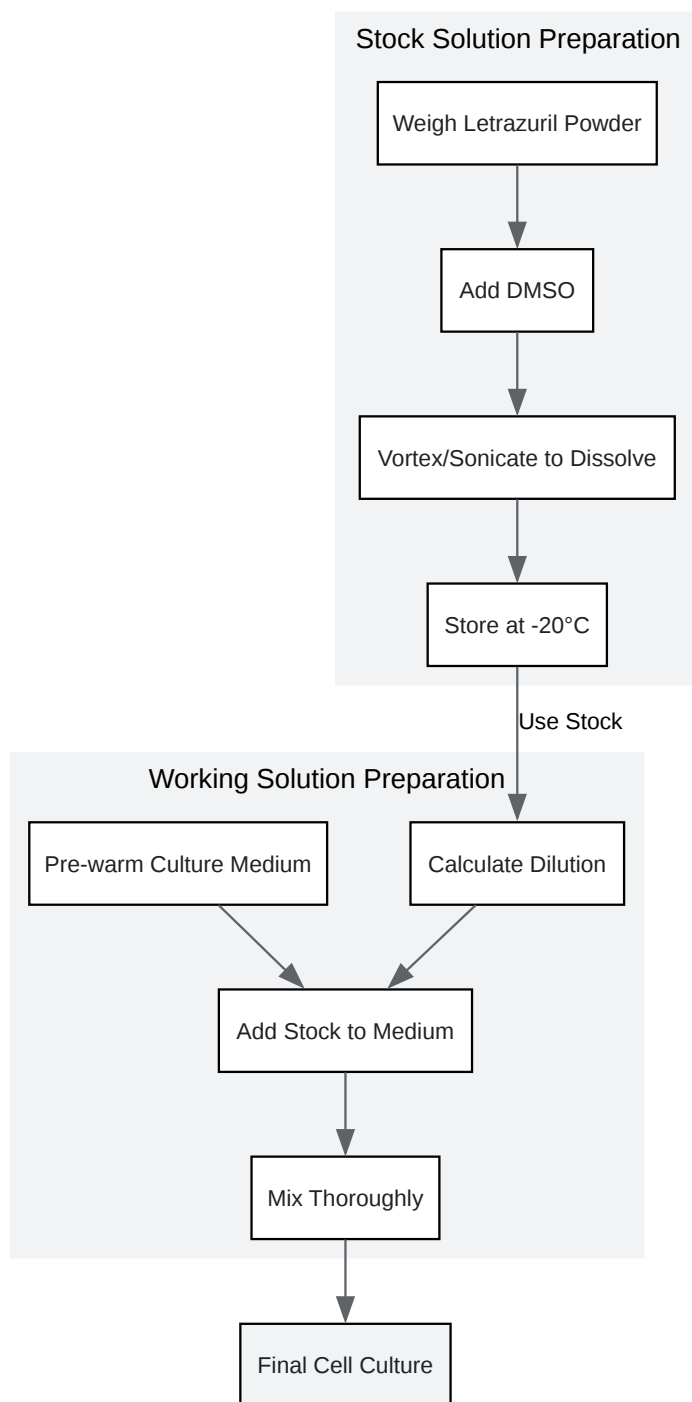 Stock Solution Preparation
Weigh Letrazuril Powder
Add DMSO
Vortex/Sonicate to Dissolve
Store at -20°C
Use Stock
Working Solution Preparation
Pre-warm Culture Medium
Calculate Dilution
Add Stock to Medium
Mix Thoroughly
Final Cell Culture